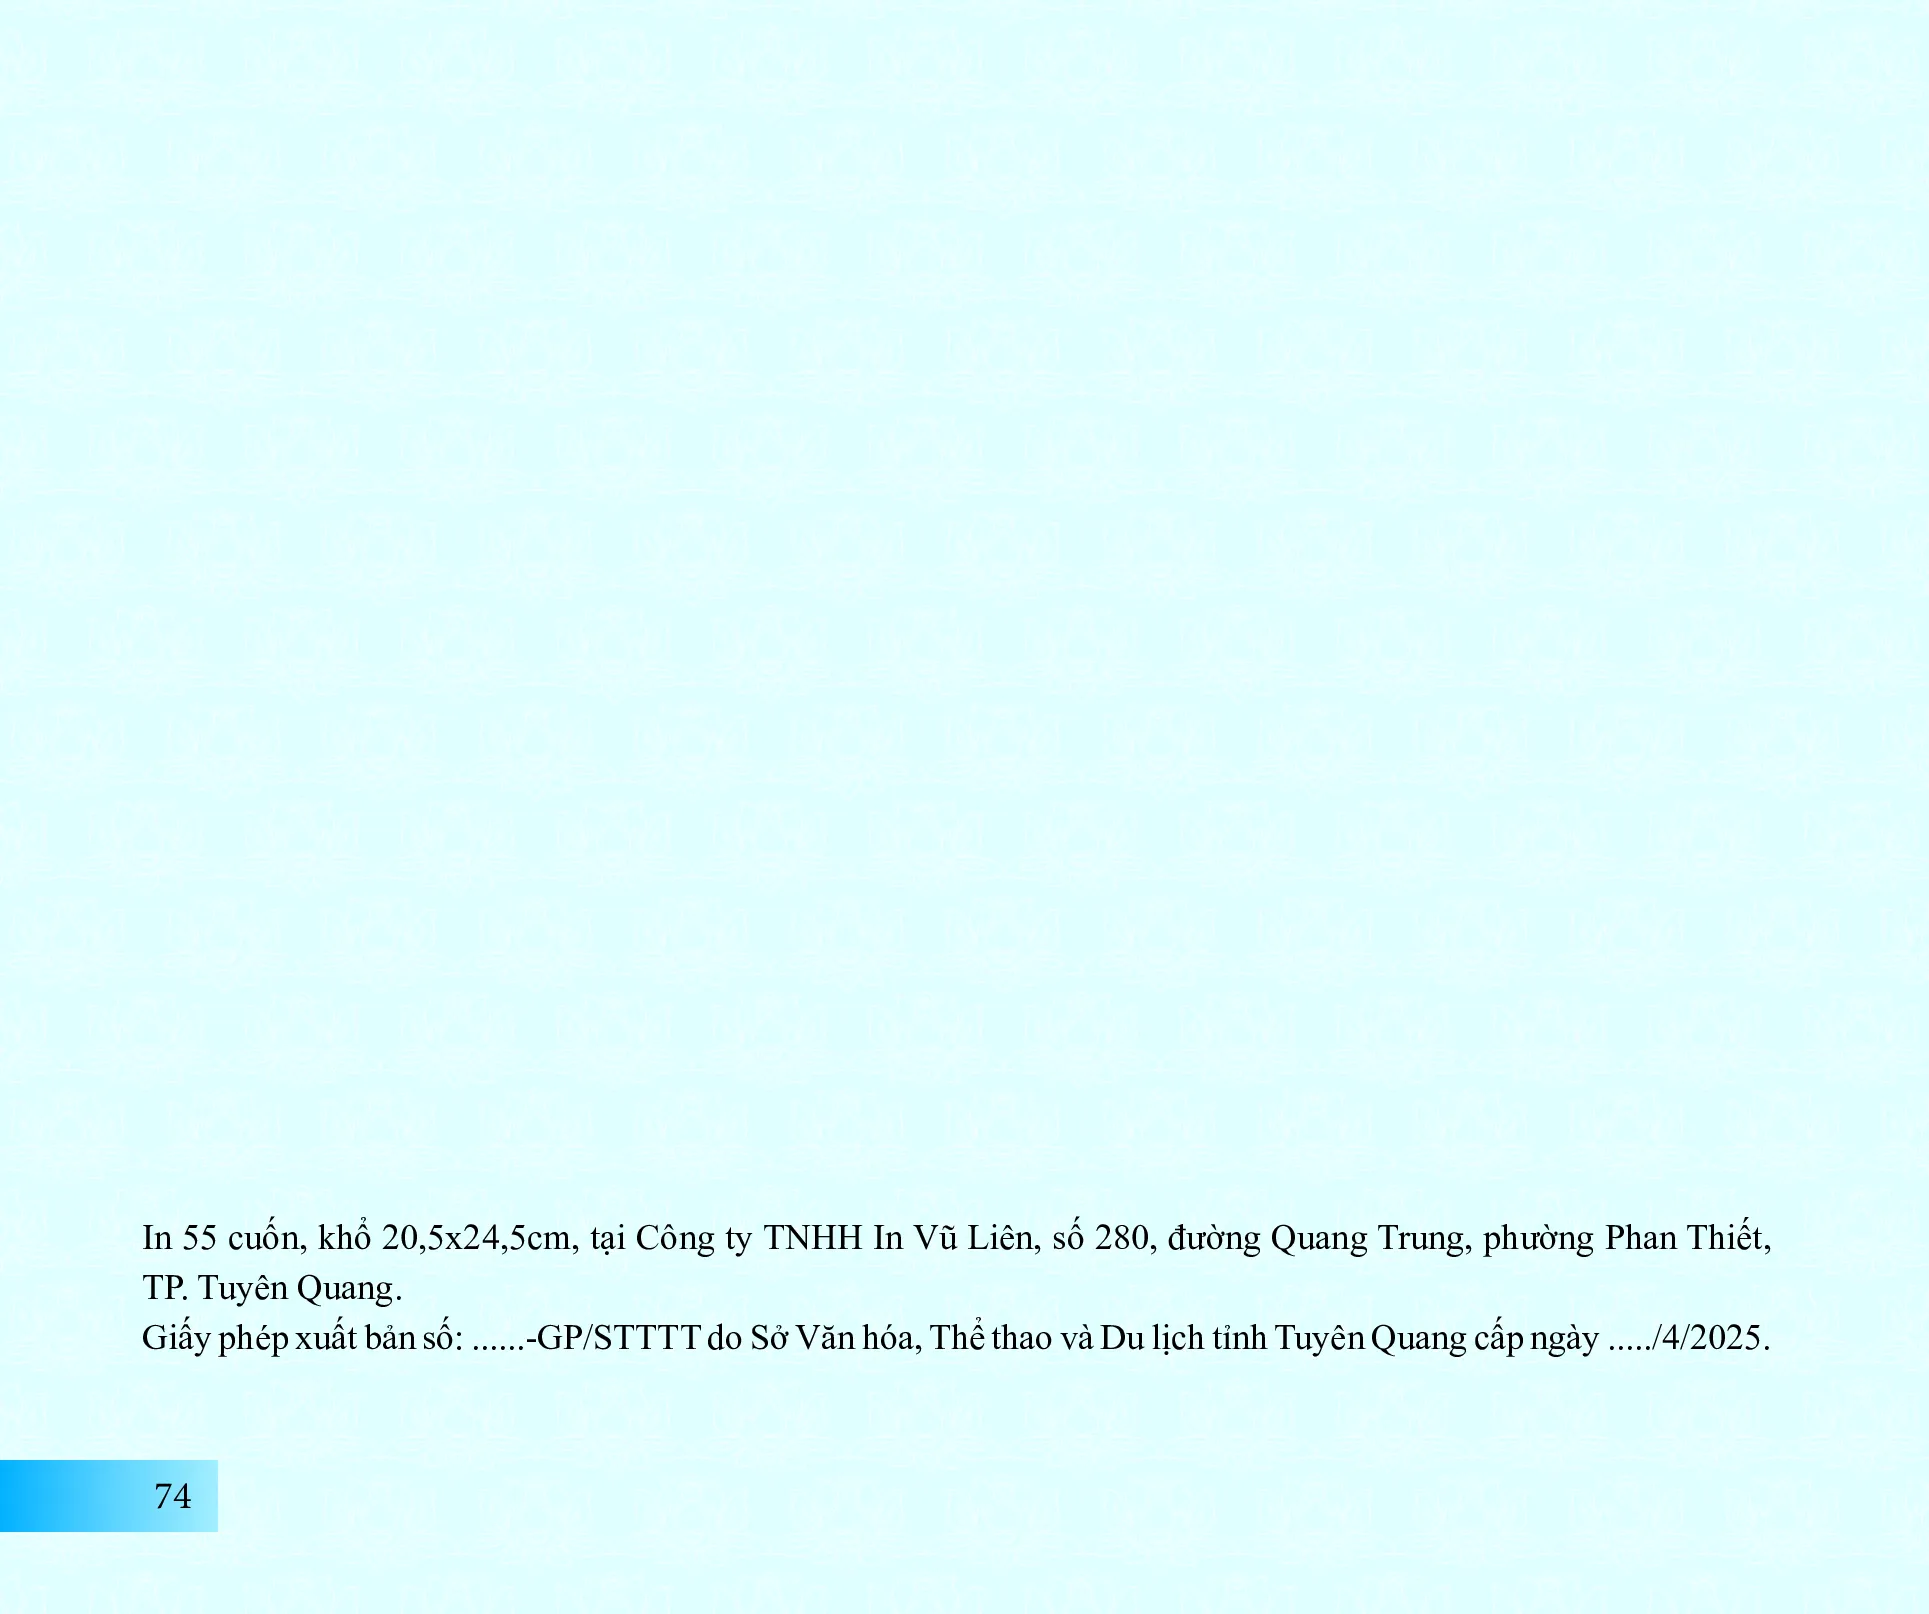 In 55 cuốn, khổ 20,5x24,5cm, tại Công ty TNHH In Vũ Liên, số 280, đường Quang Trung, phường Phan Thiết,
TP. Tuyên Quang.
Giấy phép xuất bản số: ......-GP/STTTT do Sở Văn hóa, Thể thao và Du lịch tỉnh Tuyên Quang cấp ngày ...../4/2025.
74